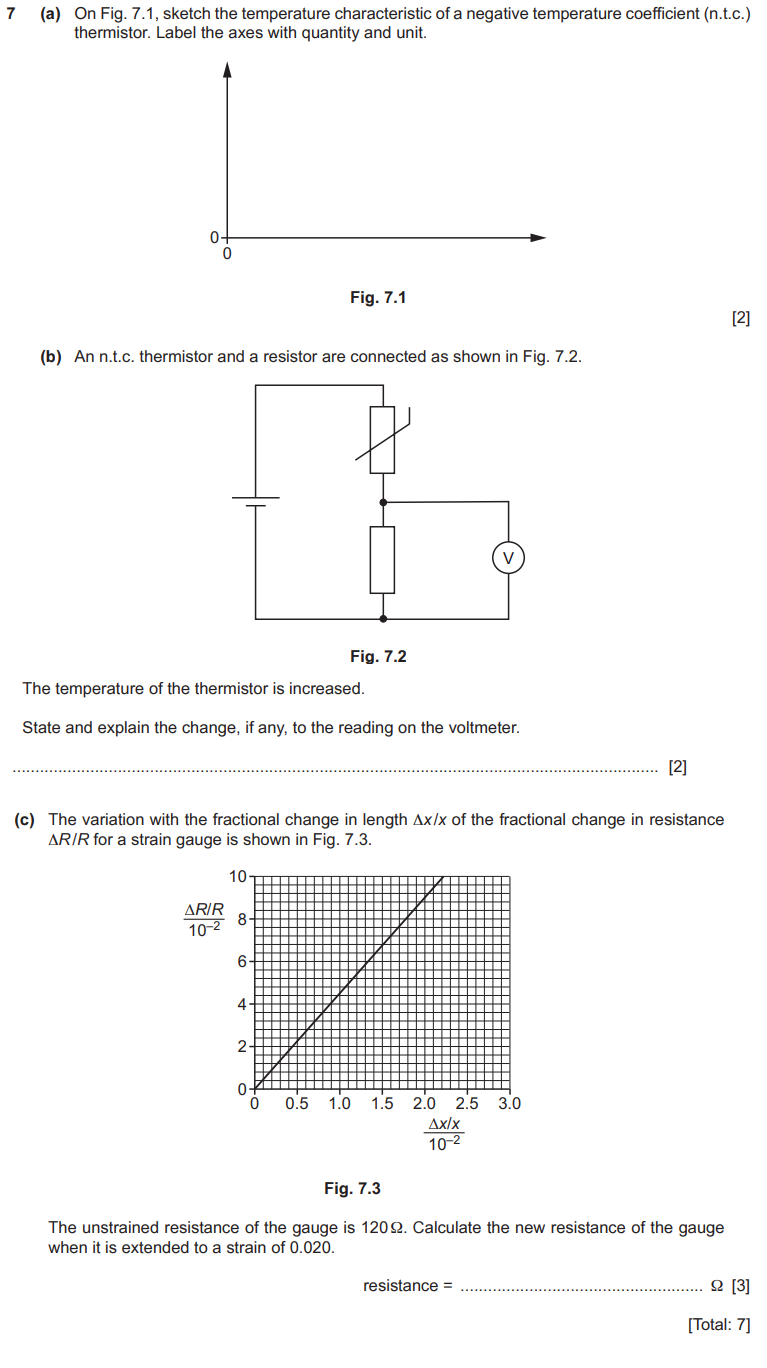 7 (a) On Fig. 7.1, sketch the temperature characteristic of a negative temperature coefficient (n.t.c.)
thermistor. Label the axes with quantity and unit.
0
0
Fig. 7.1
[2]
(b) An n.t.c. thermistor and a resistor are connected as shown in Fig. 7.2.
V
Fig. 7.2
The temperature of the thermistor is increased.
State and explain the change, if any, to the reading on the voltmeter.
.......................................................................................................................................... [2]
(c) The variation with the fractional change in length Δx/x of the fractional change in resistance
ΔR/R for a strain gauge is shown in Fig. 7.3.
10
ΔR/R
10⁻²
8
6
4
2
0
0 0.5 1.0 1.5 2.0 2.5 3.0
Δx/x
10⁻²
Fig. 7.3
The unstrained resistance of the gauge is 120Ω. Calculate the new resistance of the gauge
when it is extended to a strain of 0.020.
resistance = ..................................................... Ω [3]
[Total: 7]